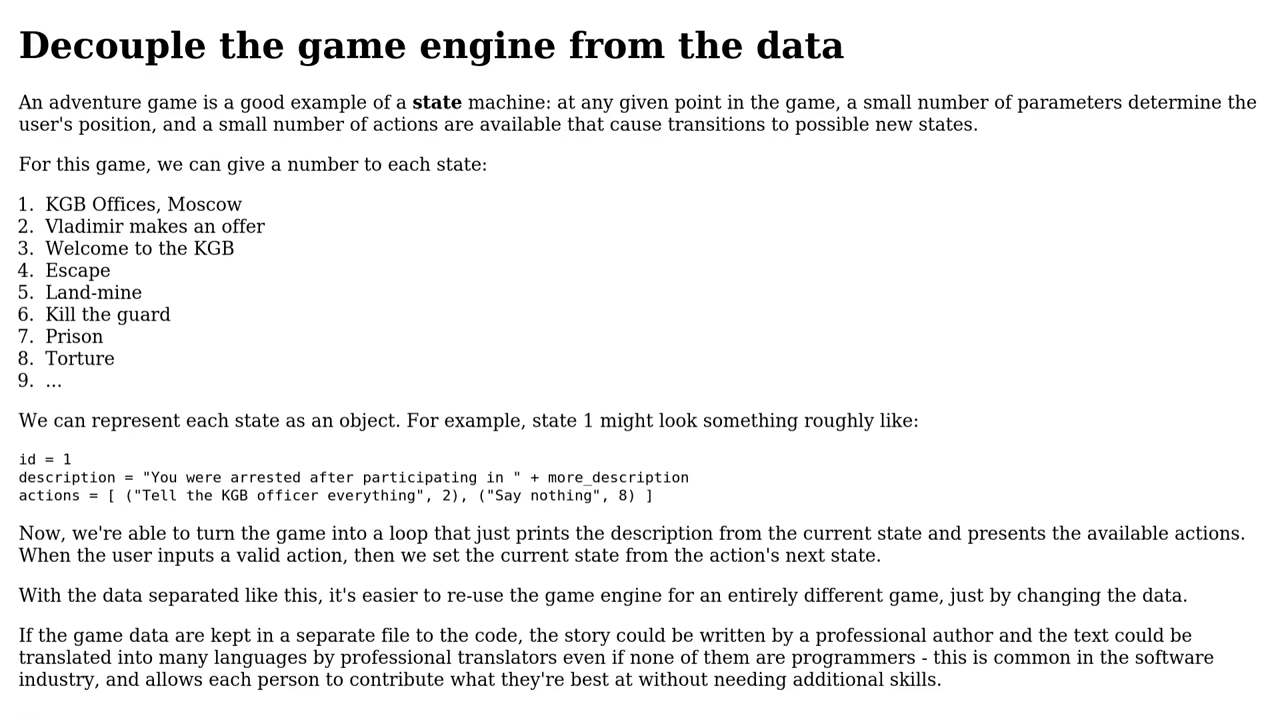 Decouple the game engine from the data
An adventure game is a good example of a state machine: at any given point in the game, a small number of parameters determine the
user's position, and a small number of actions are available that cause transitions to possible new states.
For this game, we can give a number to each state:
1. KGB Offices, Moscow
2. Vladimir makes an offer
3. Welcome to the KGB
4. Escape
5. Land-mine
6. Kill the guard
7. Prison
8. Torture
9. ...
We can represent each state as an object. For example, state 1 might look something roughly like:
id = 1
description = "You were arrested after participating in " + more_description
actions = [ ("Tell the KGB officer everything", 2), ("Say nothing", 8) ]
Now, we're able to turn the game into a loop that just prints the description from the current state and presents the available actions.
When the user inputs a valid action, then we set the current state from the action's next state.
With the data separated like this, it's easier to re-use the game engine for an entirely different game, just by changing the data.
If the game data are kept in a separate file to the code, the story could be written by a professional author and the text could be
translated into many languages by professional translators even if none of them are programmers - this is common in the software
industry, and allows each person to contribute what they're best at without needing additional skills.